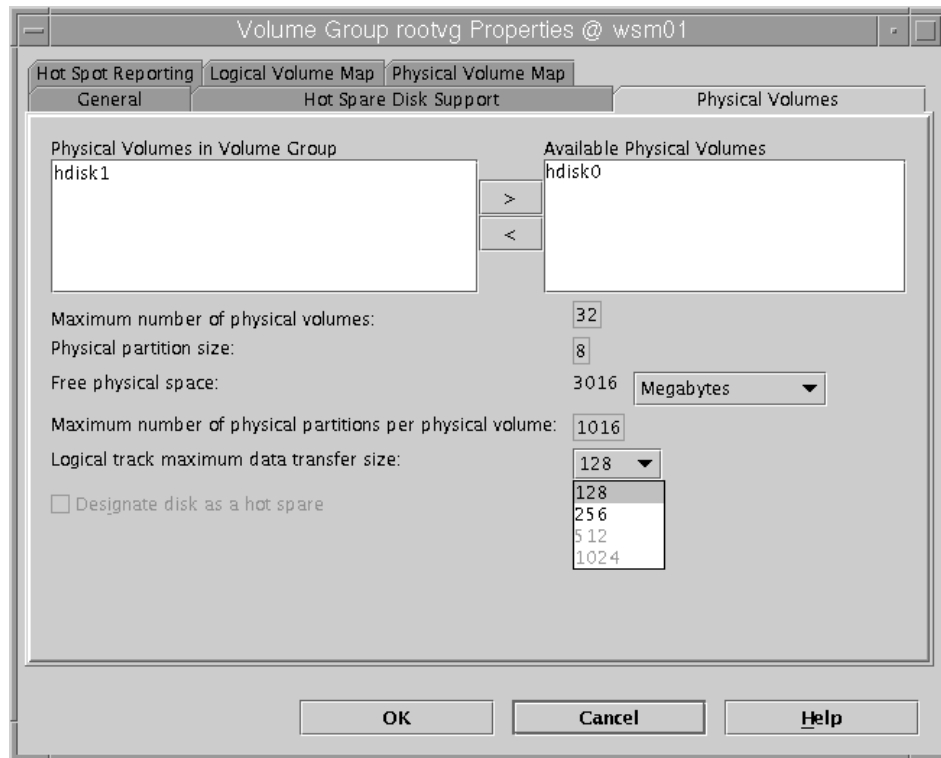 Volume Group rootvg Properties @ wsm01
Hot Spot Reporting Logical Volume Map Physical Volume Map
General Hot Spare Disk Support Physical Volumes
Physical Volumes in Volume Group Available Physical Volumes
hdisk1 hdisk0
>
<
Maximum number of physical volumes: 32
Physical partition size: 8
Free physical space: 3016 Megabytes
Maximum number of physical partitions per physical volume: 1016
Logical track maximum data transfer size: 128
128
256
512
1024
Designate disk as a hot spare
OK Cancel Help